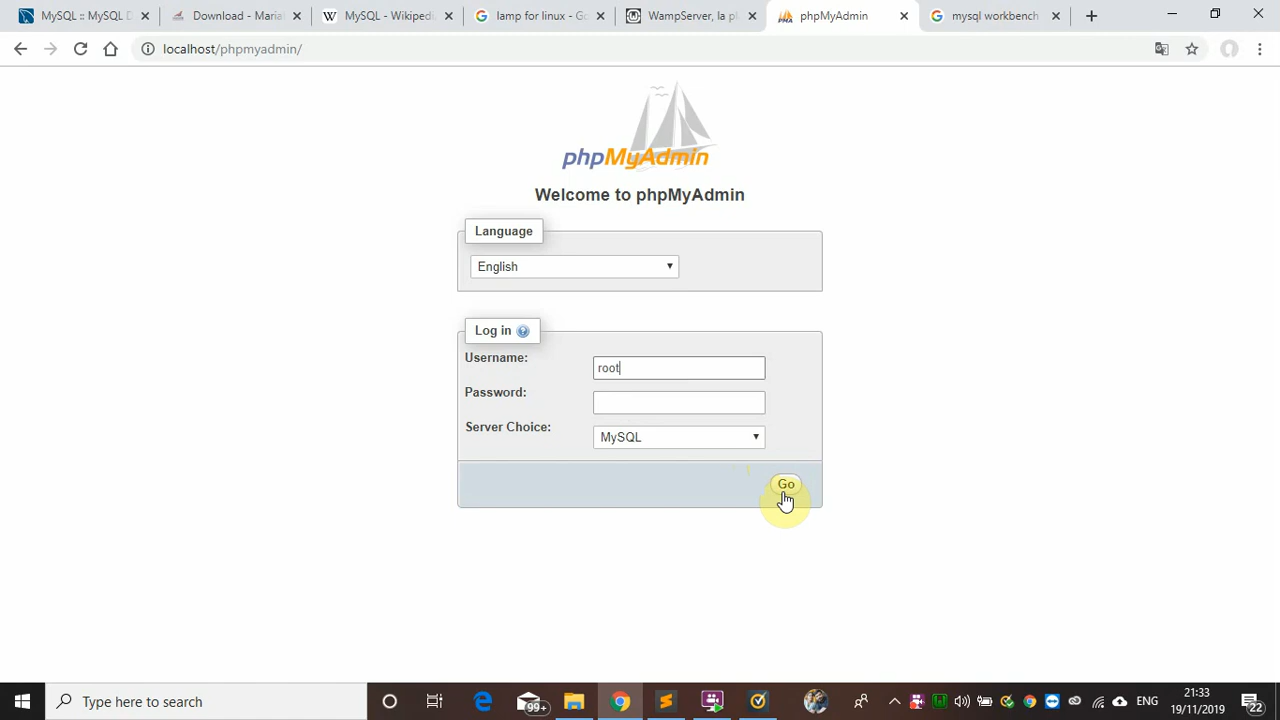 MySQL :: MySQL D
Download - Maria
MySQL - Wikiped
lamp for linux - Go
WampServer, la pl
phpMyAdmin
mysql workbench
localhost/phpmyadmin/
phpMyAdmin
Welcome to phpMyAdmin
Language
English
Log in
Username:
root
Password:
Server Choice:
MySQL
Go
Type here to search
99+
ENG
21:33
19/11/2019
22